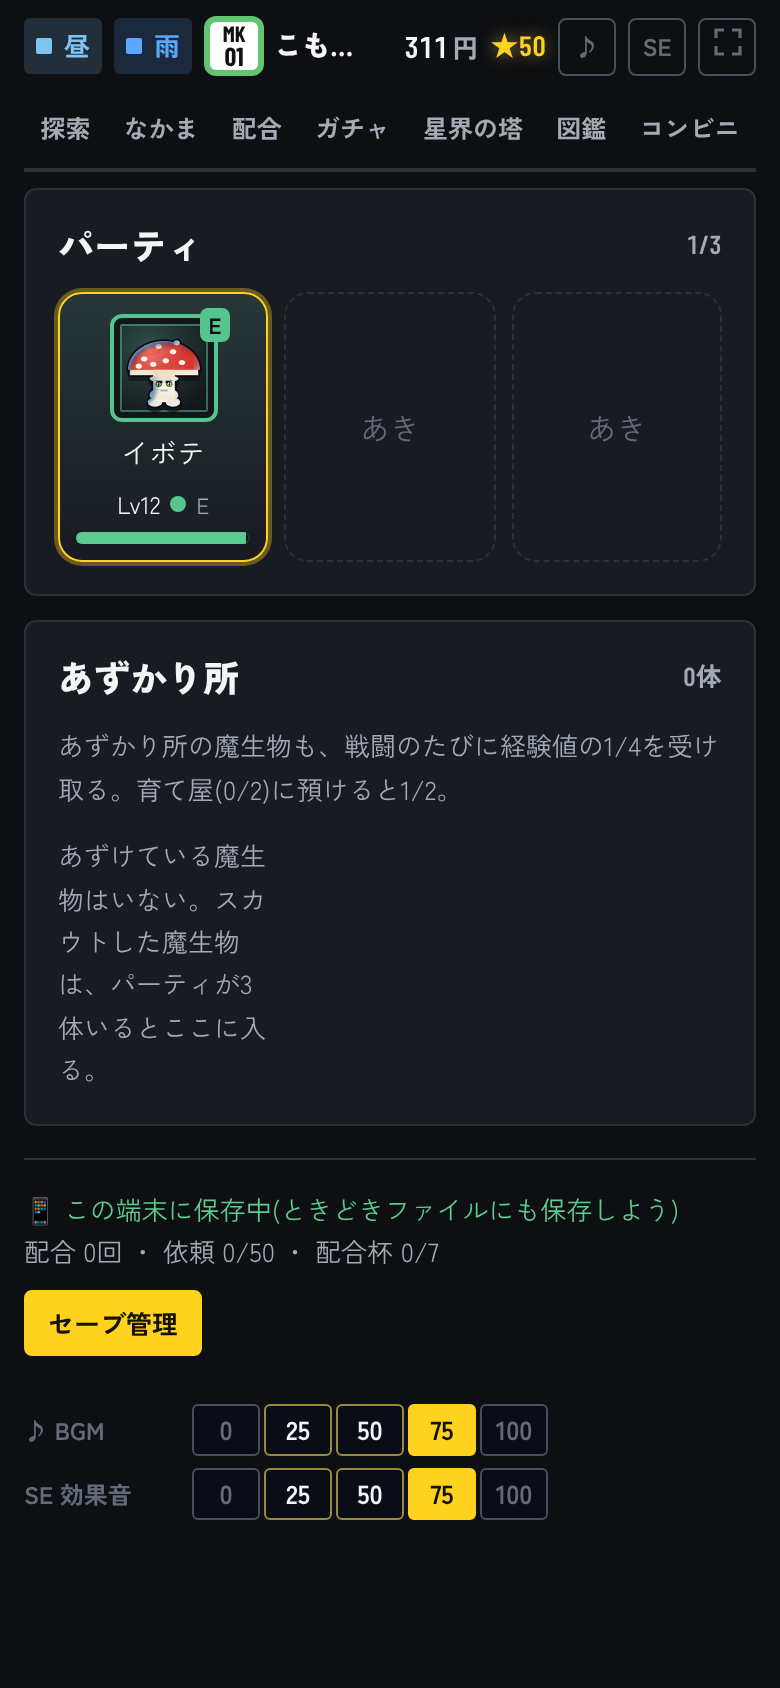 昼 雨 MK 01 こも… 311円 ★50 ♪ SE
探索 なかま 配合 ガチャ 星界の塔 図鑑 コンビニ
パーティ 1/3
E
イボテ あき あき
Lv12 E
あずかり所 0体
あずかり所の魔生物も、戦闘のたびに経験値の1/4を受け
取る。育て屋(0/2)に預けると1/2。
あずけている魔生
物はいない。スカ
ウトした魔生物
は、パーティが3
体いるとここに入
る。
この端末に保存中(ときどきファイルにも保存しよう)
配合 0回 ・ 依頼 0/50 ・ 配合杯 0/7
セーブ管理
♪ BGM 0 25 50 75 100
SE 効果音 0 25 50 75 100